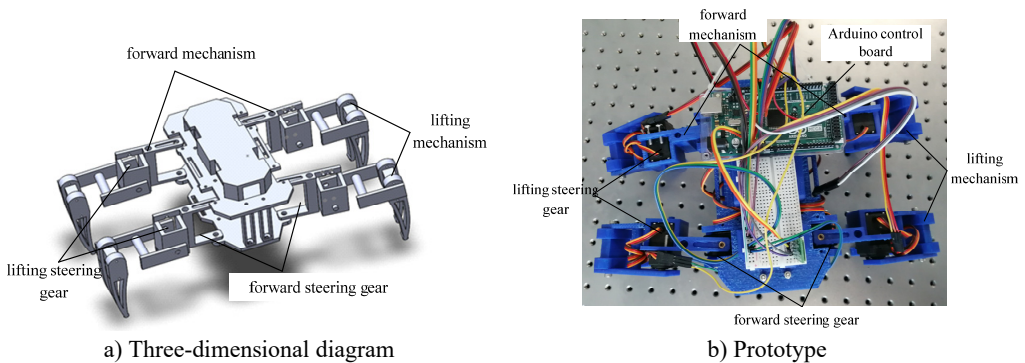 forward mechanism
lifting
mechanism
lifting steering
gear
forward steering gear
a) Three-dimensional diagram
forward
mechanism
Arduino control
board
lifting steering
gear
lifting
mechanism
forward steering gear
b) Prototype